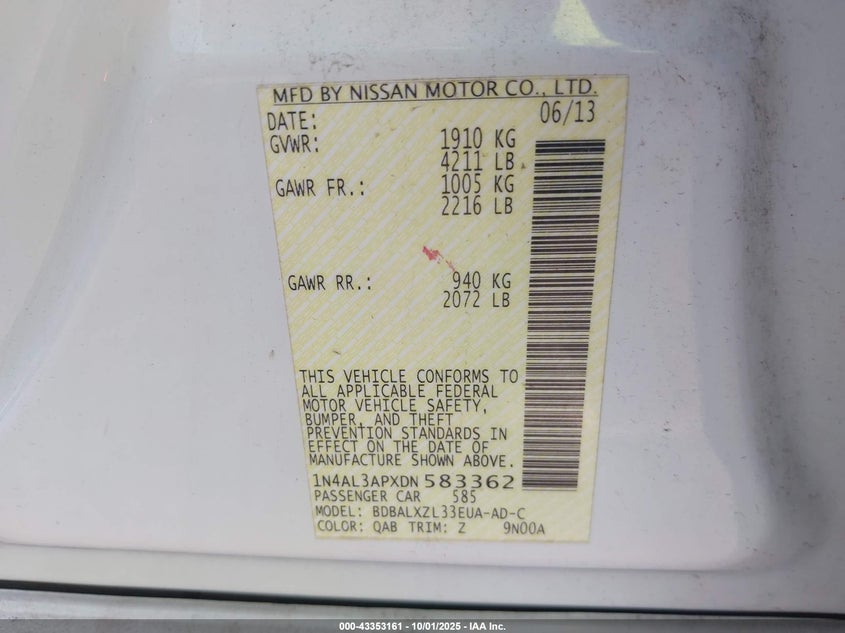 MFD BY NISSAN MOTOR CO., LTD.
DATE: 06/13
GVWR: 1910 KG
4211 LB
GAWR FR.: 1005 KG
2216 LB
GAWR RR.: 940 KG
2072 LB
THIS VEHICLE CONFORMS TO
ALL APPLICABLE FEDERAL
MOTOR VEHICLE SAFETY,
BUMPER, AND THEFT
PREVENTION STANDARDS IN
EFFECT ON THE DATE OF
MANUFACTURE SHOWN ABOVE.
1N4AL3APXDN583362
PASSENGER CAR 585
MODEL: BDBALXZL33EUA-AD-C
COLOR: QAB TRIM: Z 9N00A
000-43353161 - 10/01/2025 - IAA Inc.